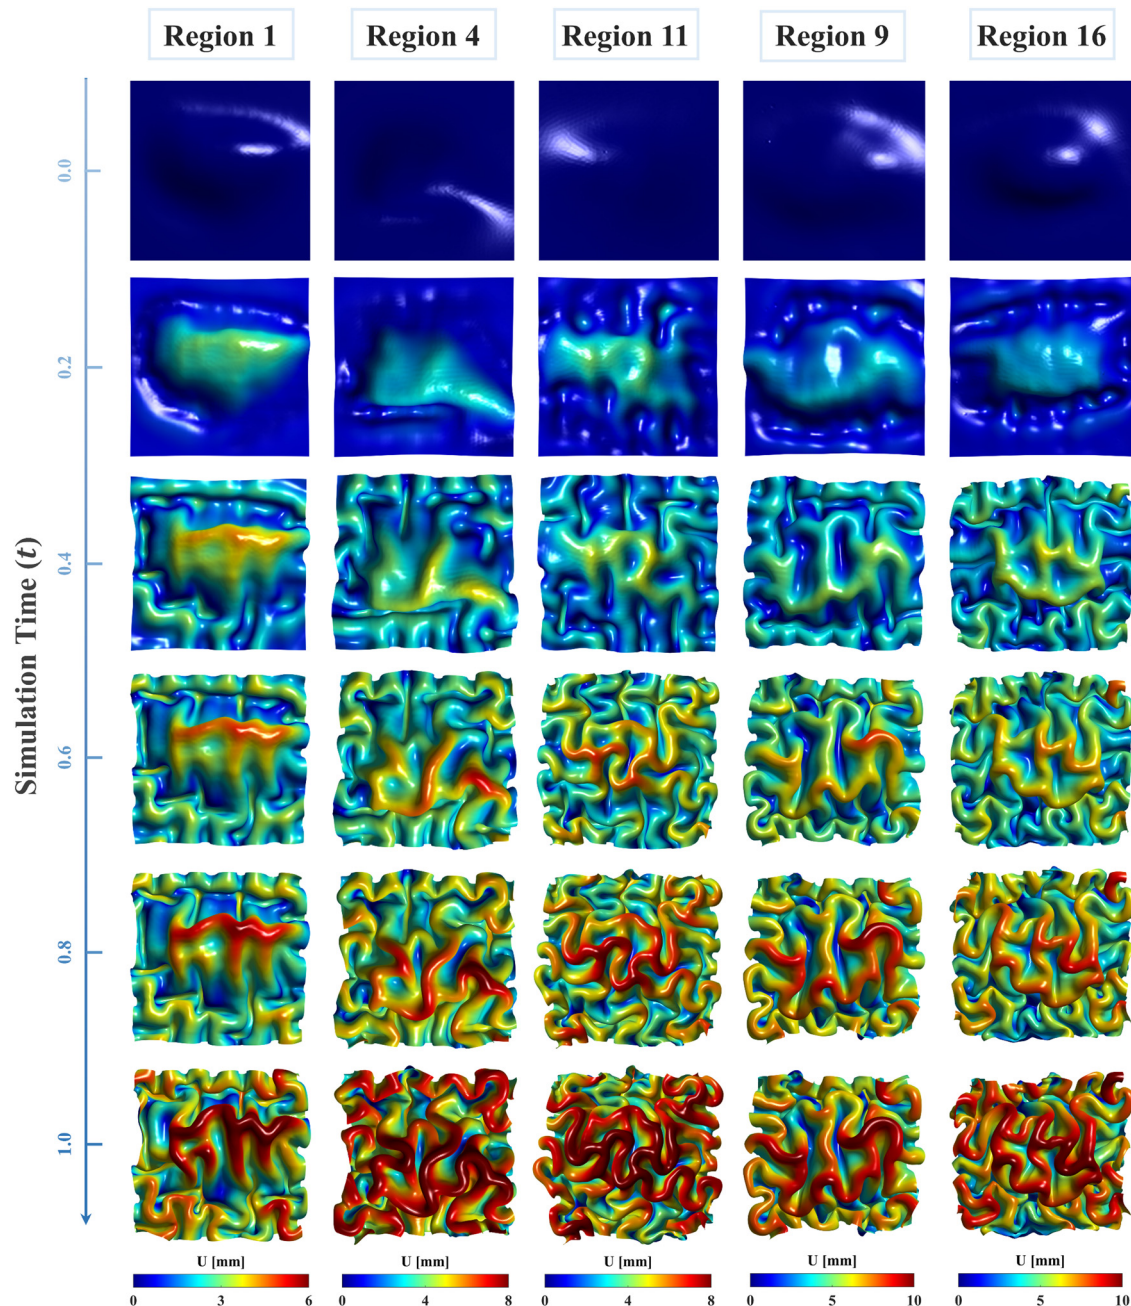 Region 1 Region 4 Region 11 Region 9 Region 16
Simulation Time (t)
0.0
0.2
0.4
0.6
0.8
1.0
U [mm] U [mm] U [mm] U [mm] U [mm]
0 3 6 0 4 8 0 4 8 0 5 10 0 5 10